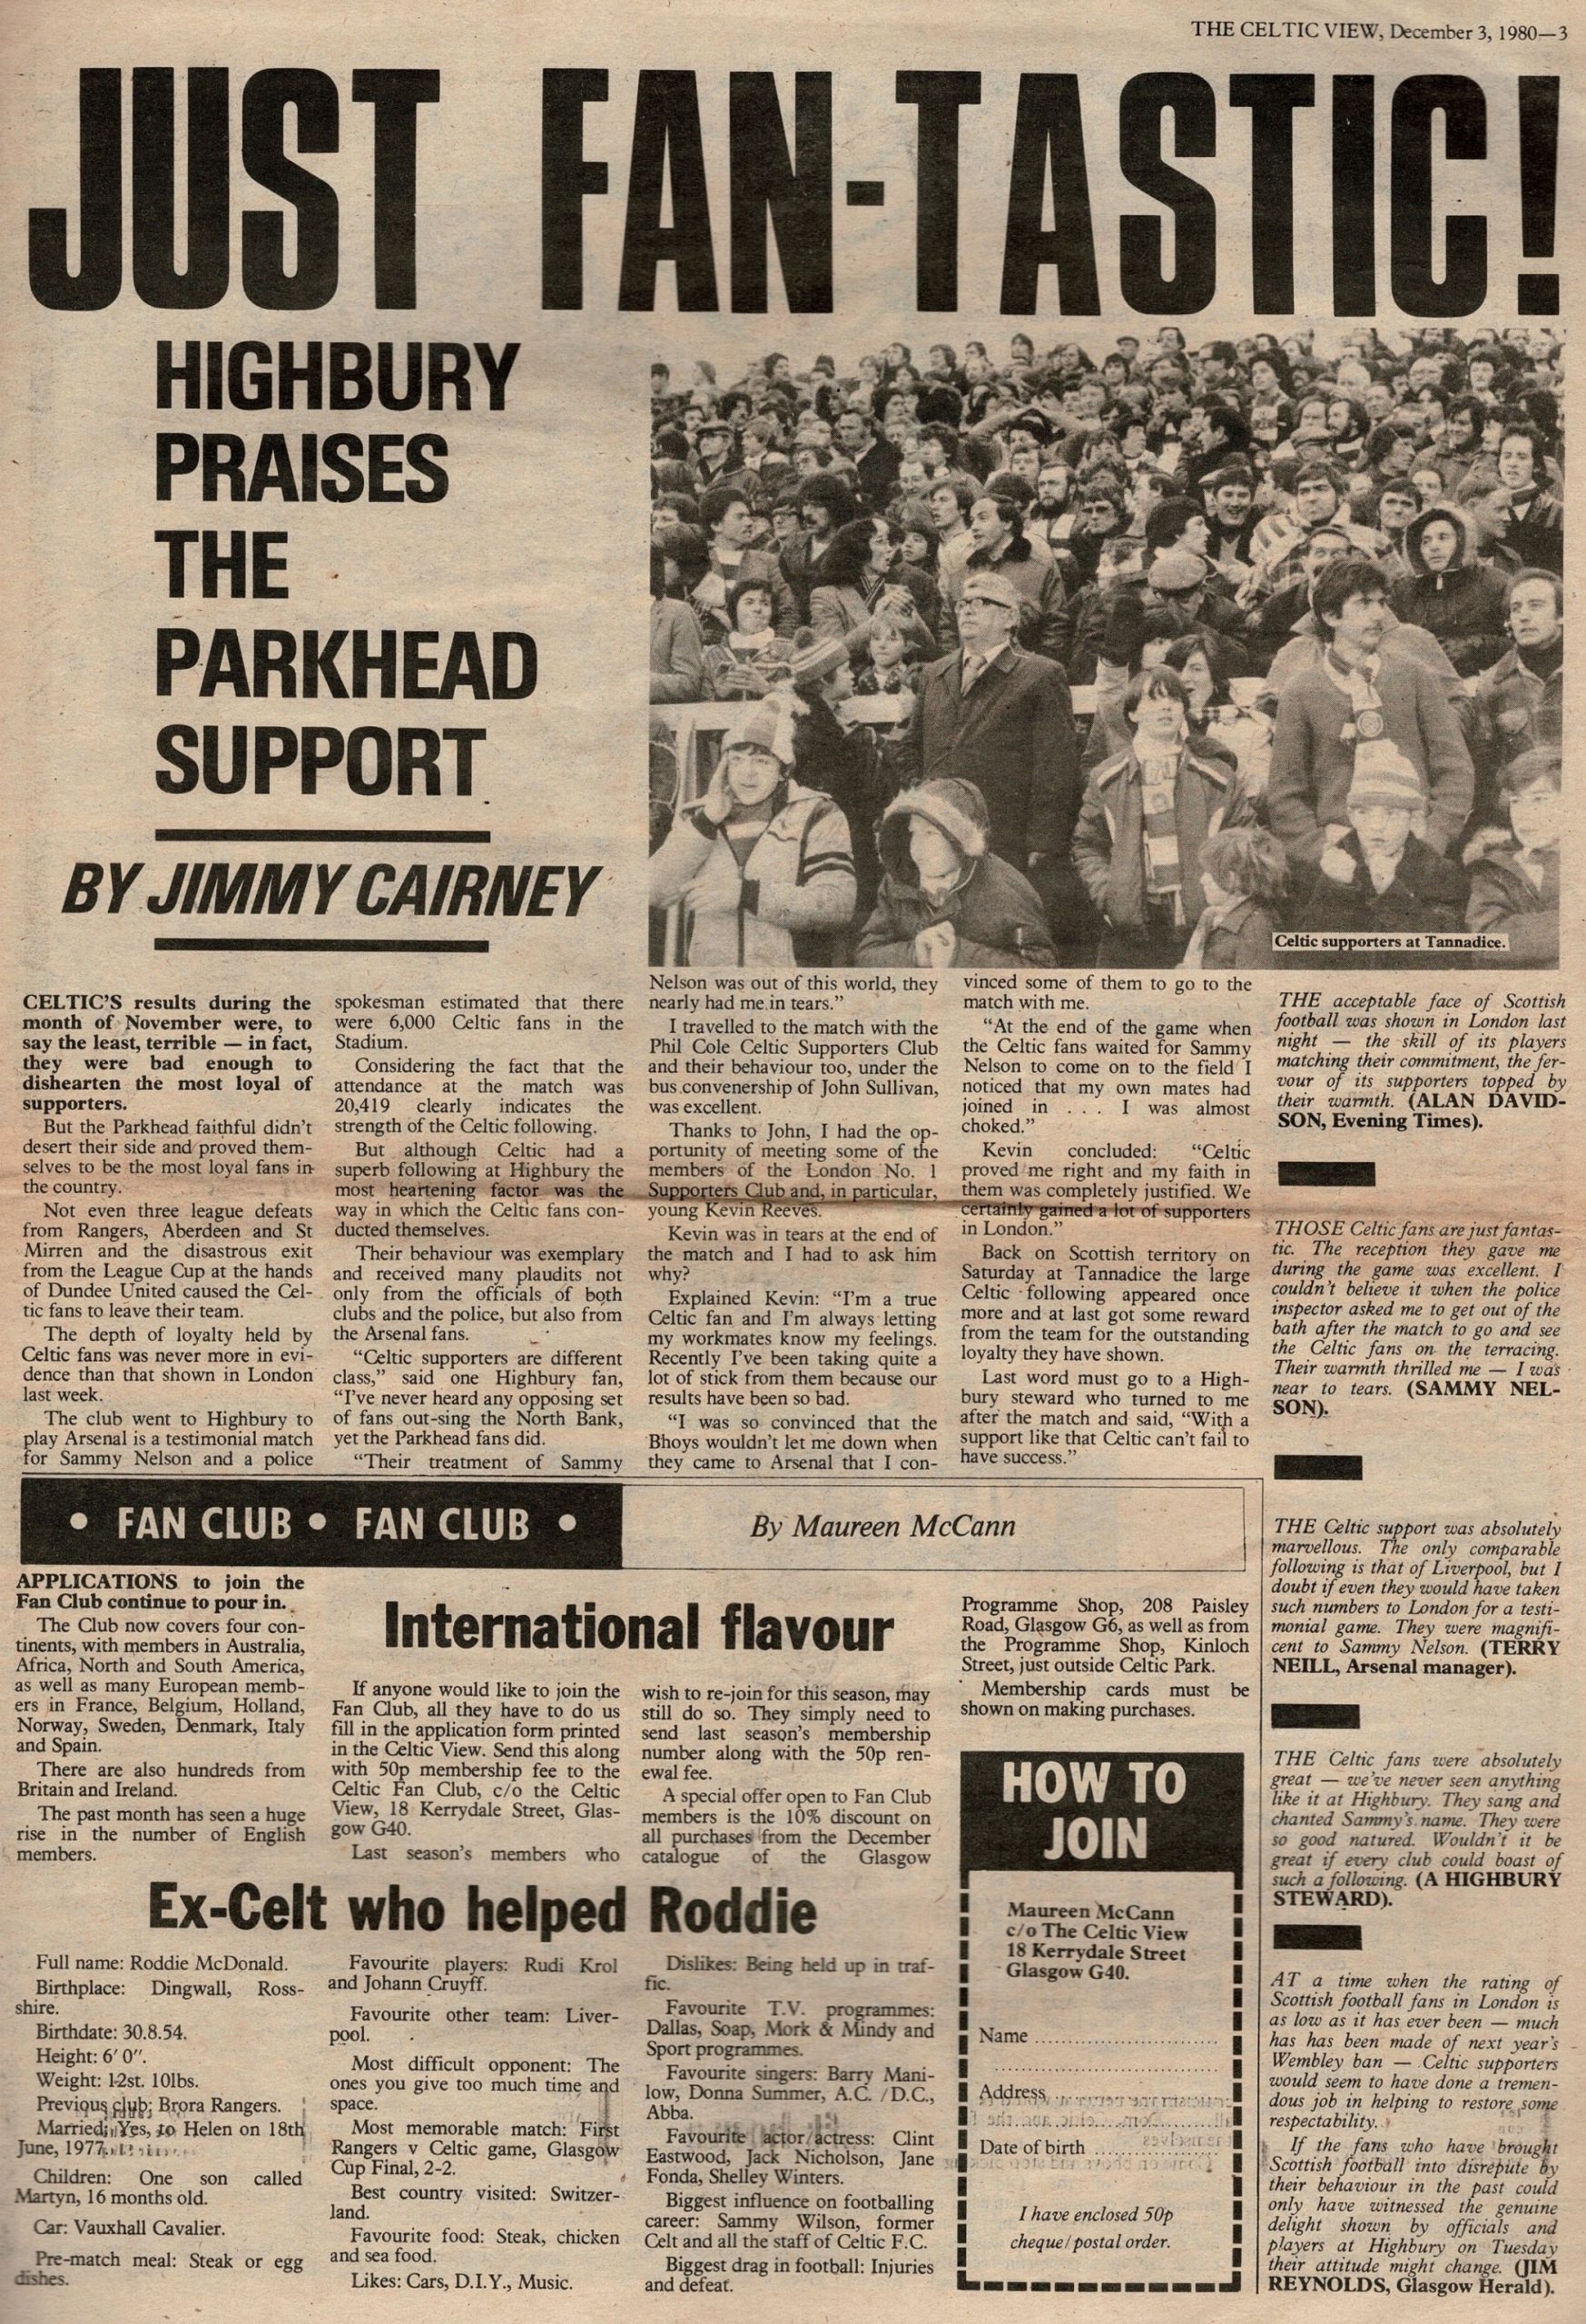 THE CELTIC VIEW, December 3, 1980—3
JUST FAN-TASTIC!
HIGHBURY
PRAISES
THE
PARKHEAD
SUPPORT
BY JIMMY CAIRNEY
Celtic supporters at Tannadice.
CELTIC'S results during the
month of November were, to
say the least, terrible — in fact,
they were bad enough to
dishearten the most loyal of
supporters.
But the Parkhead faithful didn't
desert their side and proved them-
selves to be the most loyal fans in
the country.
Not even three league defeats
from Rangers, Aberdeen and St
Mirren and the disastrous exit
from the League Cup at the hands
of Dundee United caused the Cel-
tic fans to leave their team.
The depth of loyalty held by
Celtic fans was never more in evi-
dence than that shown in London
last week.
The club went to Highbury to
play Arsenal is a testimonial match
for Sammy Nelson and a police
spokesman estimated that there
were 6,000 Celtic fans in the
Stadium.
Considering the fact that the
attendance at the match was
20,419 clearly indicates the
strength of the Celtic following.
But although Celtic had a
superb following at Highbury the
most heartening factor was the
way in which the Celtic fans con-
ducted themselves.
Their behaviour was exemplary
and received many plaudits not
only from the officials of both
clubs and the police, but also from
the Arsenal fans.
"Celtic supporters are different
class," said one Highbury fan,
"I've never heard any opposing set
of fans out-sing the North Bank,
yet the Parkhead fans did.
"Their treatment of Sammy
Nelson was out of this world, they
nearly had me in tears."
I travelled to the match with the
Phil Cole Celtic Supporters Club
and their behaviour too, under the
bus convenership of John Sullivan,
was excellent.
Thanks to John, I had the op-
portunity of meeting some of the
members of the London No. 1
Supporters Club and, in particular,
young Kevin Reeves.
Kevin was in tears at the end of
the match and I had to ask him
why?
Explained Kevin: "I'm a true
Celtic fan and I'm always letting
my workmates know my feelings.
Recently I've been taking quite a
lot of stick from them because our
results have been so bad.
"I was so convinced that the
Bhoys wouldn't let me down when
they came to Arsenal that I con-
vinced some of them to go to the
match with me.
"At the end of the game when
the Celtic fans waited for Sammy
Nelson to come on to the field I
noticed that my own mates had
joined in . . . I was almost
choked."
Kevin concluded: "Celtic
proved me right and my faith in
them was completely justified. We
certainly gained a lot of supporters
in London."
Back on Scottish territory on
Saturday at Tannadice the large
Celtic following appeared once
more and at last got some reward
from the team for the outstanding
loyalty they have shown.
Last word must go to a High-
bury steward who turned to me
after the match and said, "With a
support like that Celtic can't fail to
have success."
THE acceptable face of Scottish
football was shown in London last
night — the skill of its players
matching their commitment, the fer-
vour of its supporters topped by
their warmth. (ALAN DAVID-
SON, Evening Times).
THOSE Celtic fans are just fantas-
tic. The reception they gave me
during the game was excellent. I
couldn't believe it when the police
inspector asked me to get out of the
bath after the match to go and see
the Celtic fans on the terracing.
Their warmth thrilled me — I was
near to tears. (SAMMY NEL-
SON).
THE Celtic support was absolutely
marvellous. The only comparable
following is that of Liverpool, but I
doubt if even they would have taken
such numbers to London for a testi-
monial game. They were magnifi-
cent to Sammy Nelson. (TERRY
NEILL, Arsenal manager).
THE Celtic fans were absolutely
great — we've never seen anything
like it at Highbury. They sang and
chanted Sammy's name. They were
so good natured. Wouldn't it be
great if every club could boast of
such a following. (A HIGHBURY
STEWARD).
AT a time when the rating of
Scottish football fans in London is
as low as it has ever been — much
has has been made of next year's
Wembley ban — Celtic supporters
would seem to have done a tremen-
dous job in helping to restore some
respectability.
If the fans who have brought
Scottish football into disrepute by
their behaviour in the past could
only have witnessed the genuine
delight shown by officials and
players at Highbury on Tuesday
their attitude might change. (JIM
REYNOLDS, Glasgow Herald).
• FAN CLUB • FAN CLUB •
By Maureen McCann
APPLICATIONS to join the
Fan Club continue to pour in.
The Club now covers four con-
tinents, with members in Australia,
Africa, North and South America,
as well as many European memb-
ers in France, Belgium, Holland,
Norway, Sweden, Denmark, Italy
and Spain.
There are also hundreds from
Britain and Ireland.
The past month has seen a huge
rise in the number of English
members.
International flavour
If anyone would like to join the
Fan Club, all they have to do us
fill in the application form printed
in the Celtic View. Send this along
with 50p membership fee to the
Celtic Fan Club, c/o the Celtic
View, 18 Kerrydale Street, Glas-
gow G40.
Last season's members who
wish to re-join for this season, may
still do so. They simply need to
send last season's membership
number along with the 50p ren-
ewal fee.
A special offer open to Fan Club
members is the 10% discount on
all purchases from the December
catalogue of the Glasgow
Programme Shop, 208 Paisley
Road, Glasgow G6, as well as from
the Programme Shop, Kinloch
Street, just outside Celtic Park.
Membership cards must be
shown on making purchases.
HOW TO
JOIN
Maureen McCann
c/o The Celtic View
18 Kerrydale Street
Glasgow G40.
Name
Address
Date of birth
I have enclosed 50p
cheque/postal order.
Ex-Celt who helped Roddie
Full name: Roddie McDonald.
Birthplace: Dingwall, Ross-
shire.
Birthdate: 30.8.54.
Height: 6' 0".
Weight: 12st. 10lbs.
Previous club: Brora Rangers.
Married: Yes, to Helen on 18th
June, 1977.
Children: One son called
Martyn, 16 months old.
Car: Vauxhall Cavalier.
Pre-match meal: Steak or egg
dishes.
Favourite players: Rudi Krol
and Johann Cruyff.
Favourite other team: Liver-
pool.
Most difficult opponent: The
ones you give too much time and
space.
Most memorable match: First
Rangers v Celtic game, Glasgow
Cup Final, 2-2.
Best country visited: Switzer-
land.
Favourite food: Steak, chicken
and sea food.
Likes: Cars, D.I.Y., Music.
Dislikes: Being held up in traf-
fic.
Favourite T.V. programmes:
Dallas, Soap, Mork & Mindy and
Sport programmes.
Favourite singers: Barry Mani-
low, Donna Summer, A.C. /D.C.,
Abba.
Favourite actor/actress: Clint
Eastwood, Jack Nicholson, Jane
Fonda, Shelley Winters.
Biggest influence on footballing
career: Sammy Wilson, former
Celt and all the staff of Celtic F.C.
Biggest drag in football: Injuries
and defeat.